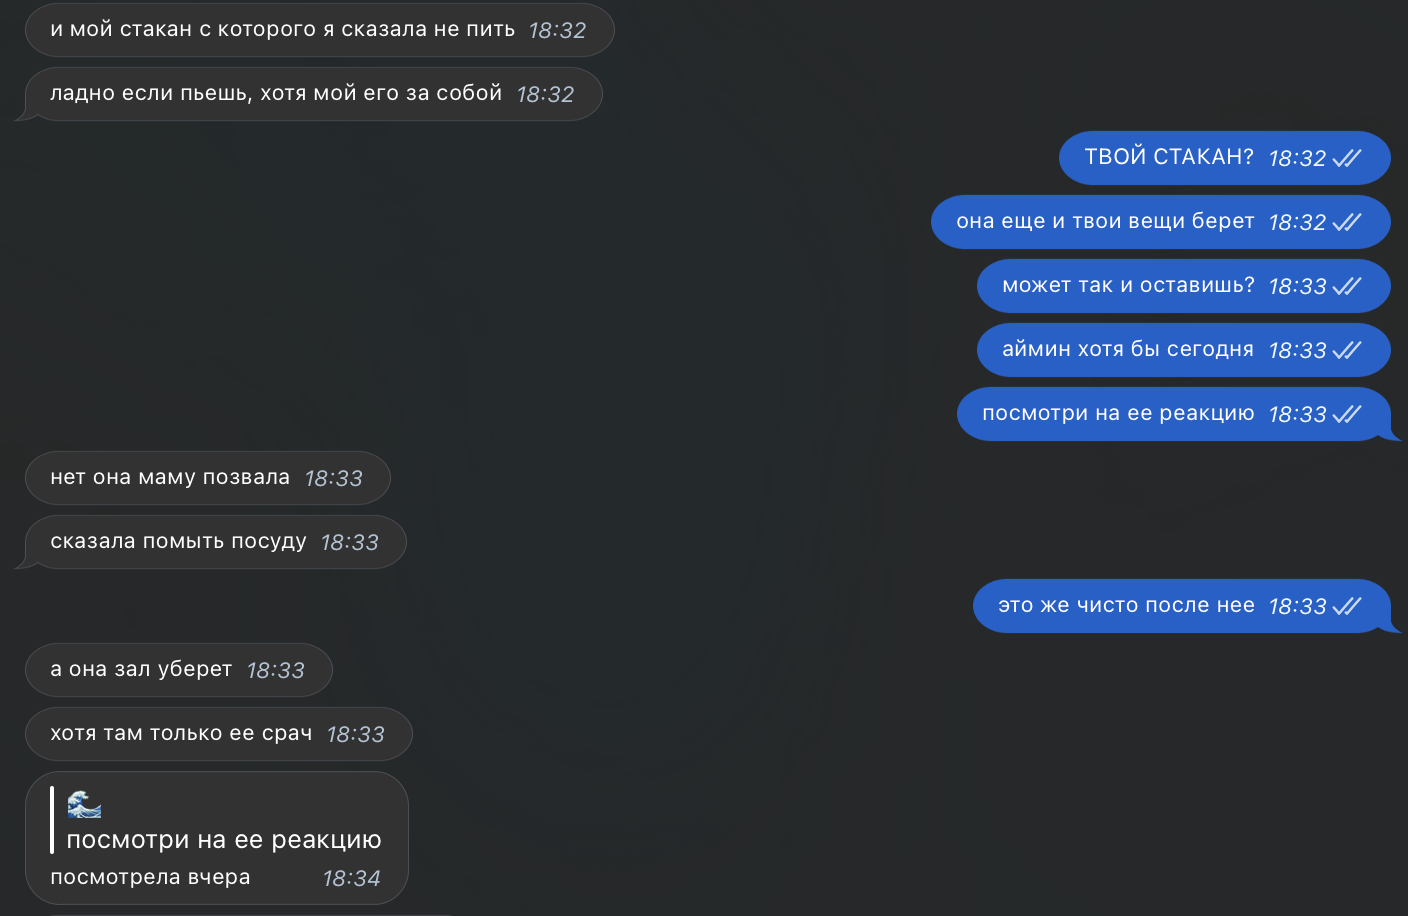 и мой стакан с которого я сказала не пить 18:32
ладно если пьешь, хотя мой его за собой 18:32
ТВОЙ СТАКАН? 18:32
она еще и твои вещи берет 18:32
может так и оставишь? 18:33
аймин хотя бы сегодня 18:33
посмотри на ее реакцию 18:33
нет она маму позвала 18:33
сказала помыть посуду 18:33
это же чисто после нее 18:33
а она зал уберет 18:33
хотя там только ее срач 18:33
🌊
посмотри на ее реакцию
посмотрела вчера 18:34